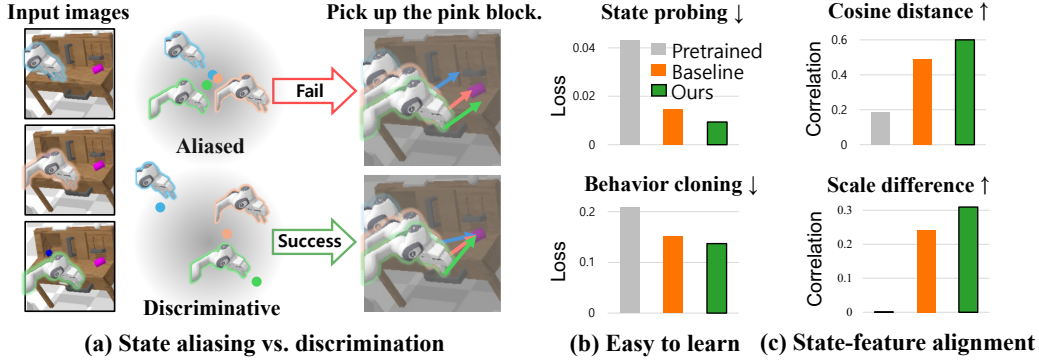 Input images
Pick up the pink block.
Aliased
Fail
Discriminative
Success
(a) State aliasing vs. discrimination
State probing ↓
Loss
0.04
0.02
0
Pretrained
Baseline
Ours
Behavior cloning ↓
Loss
0.2
0.1
0
(b) Easy to learn
Cosine distance ↑
Correlation
0.6
0.4
0.2
0
Scale difference ↑
Correlation
0.3
0.2
0.1
0
(c) State-feature alignment